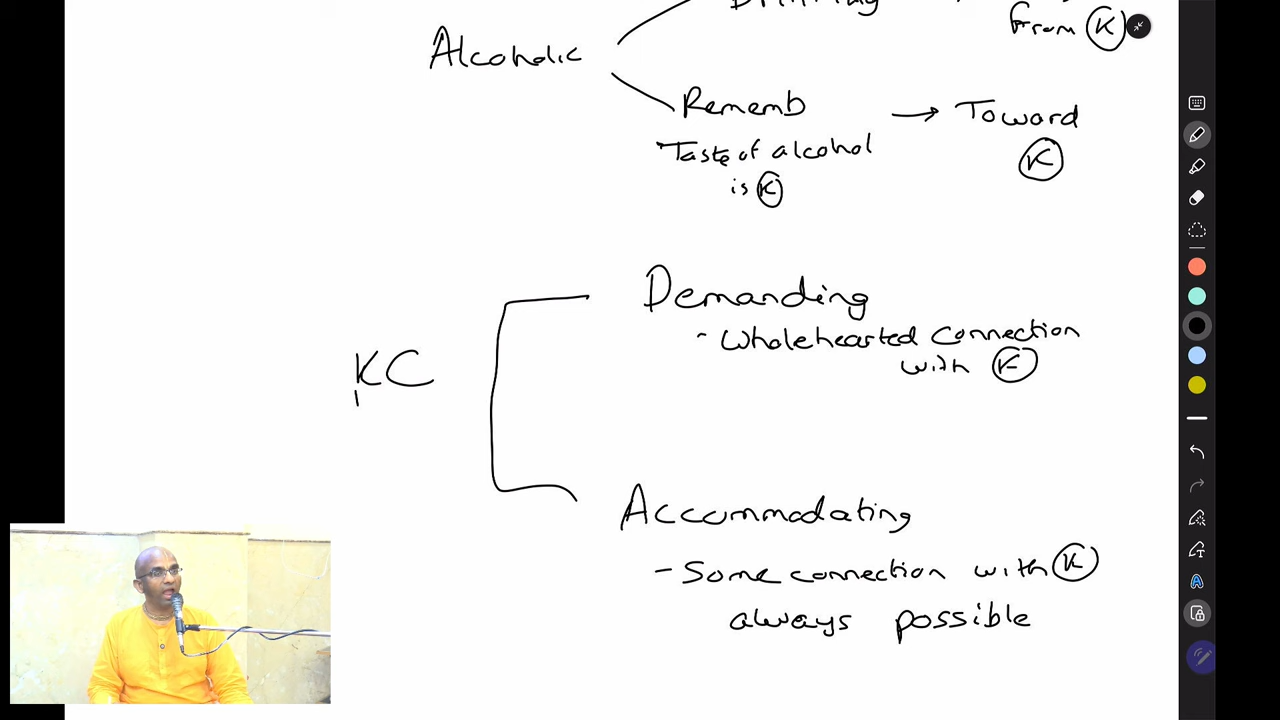 from K
Alcoholic
Rememb → Toward
Taste of alcohol K
is K
Demanding
- Wholehearted connection
with K
KC
Accommodating
- Some connection with K
always possible